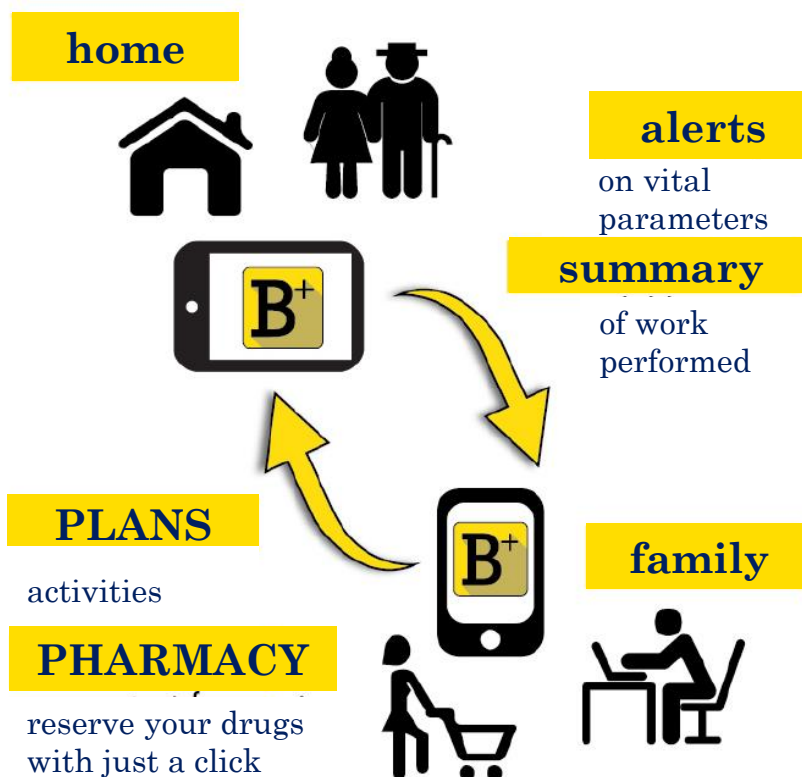 home
alerts
on vital
parameters
summary
of work
performed
B+
B+
PLANS
activities
family
PHARMACY
reserve your drugs
with just a click